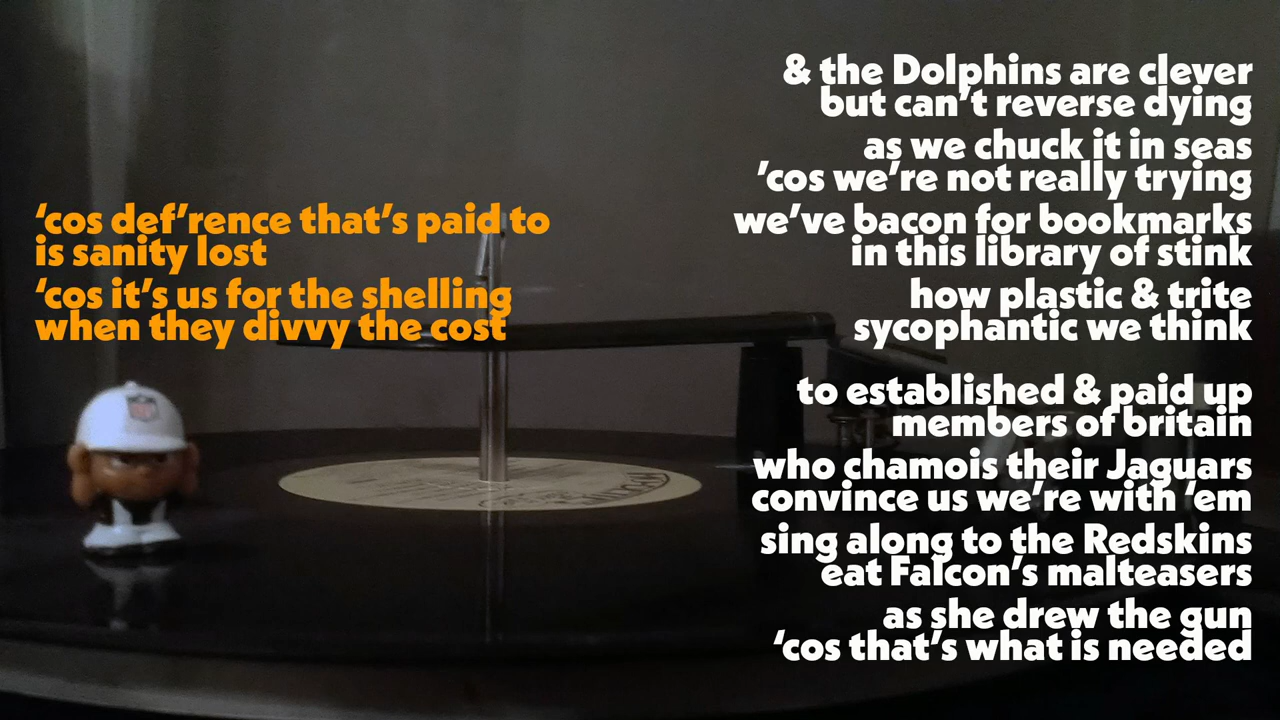 ‘cos def’rence that’s paid to
is sanity lost
‘cos it’s us for the shelling
when they divvy the cost
& the Dolphins are clever
but can’t reverse dying
as we chuck it in seas
’cos we’re not really trying
we’ve bacon for bookmarks
in this library of stink
how plastic & trite
sycophantic we think
to established & paid up
members of britain
who chamois their Jaguars
convince us we’re with ‘em
sing along to the Redskins
eat Falcon’s malteasers
as she drew the gun
‘cos that’s what is needed
NFL